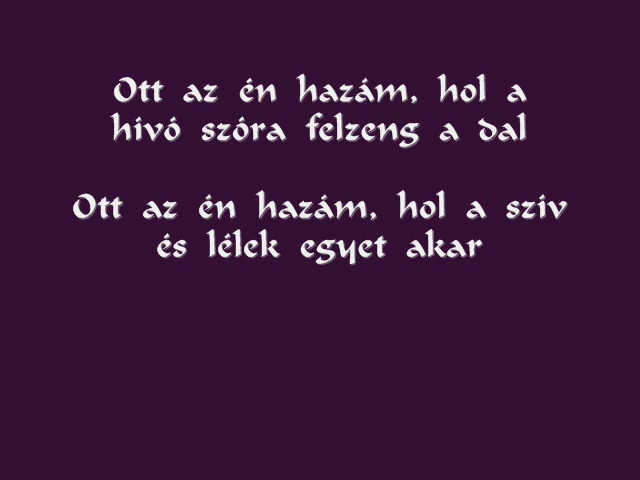 Ott az én hazám, hol a
hivó szóra felzeng a dal
Ott az én hazám, hol a sziv
és lélek egyet akar